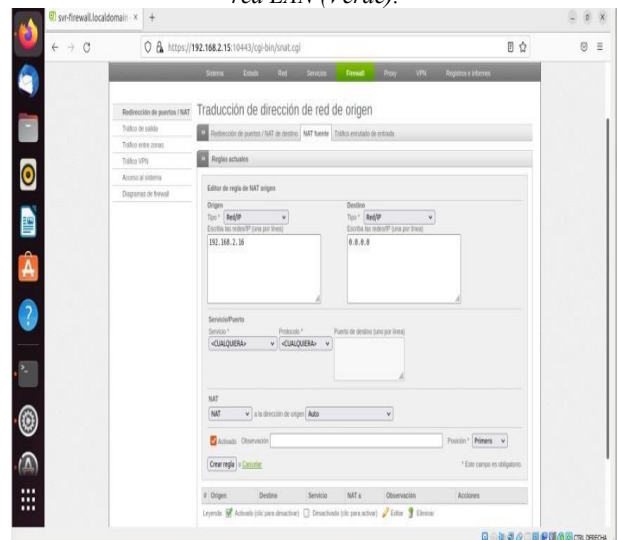 red LAN (Verde).
svr-firewall.localdomain
https://192.168.2.15:10443/cgi-bin/snat.cgi
Sistema Estado Red Servicios Firewall Proxy VPN Registros e informes
Redirección de puertos / NAT
Tráfico de salida
Tráfico entre zonas
Tráfico VPN
Acceso al sistema
Diagramas de firewall
Traducción de dirección de red de origen
Redirección de puertos / NAT de destino NAT fuente Tráfico enrutado de entrada
Reglas actuales
Editor de regla de NAT origen
Origen
Tipo * Red/IP
Escriba las redes/IP (una por línea)
192.168.2.16
Destino
Tipo * Red/IP
Escriba las redes/IP (una por línea)
0.0.0.0
Servicio/Puerto
Servicio * Protocolo * Puerto de destino (uno por línea)
<CUALQUIERA> <CUALQUIERA>
NAT
NAT a la dirección de origen Auto
Activado Observación Posición * Primero
Crear regla o Cancelar * Este campo es obligatorio.
# Origen Destino Servicio NAT a Observación Acciones
Leyenda: Activado (clic para desactivar) Desactivado (clic para activar) Editar Eliminar
CTRL DERECHA